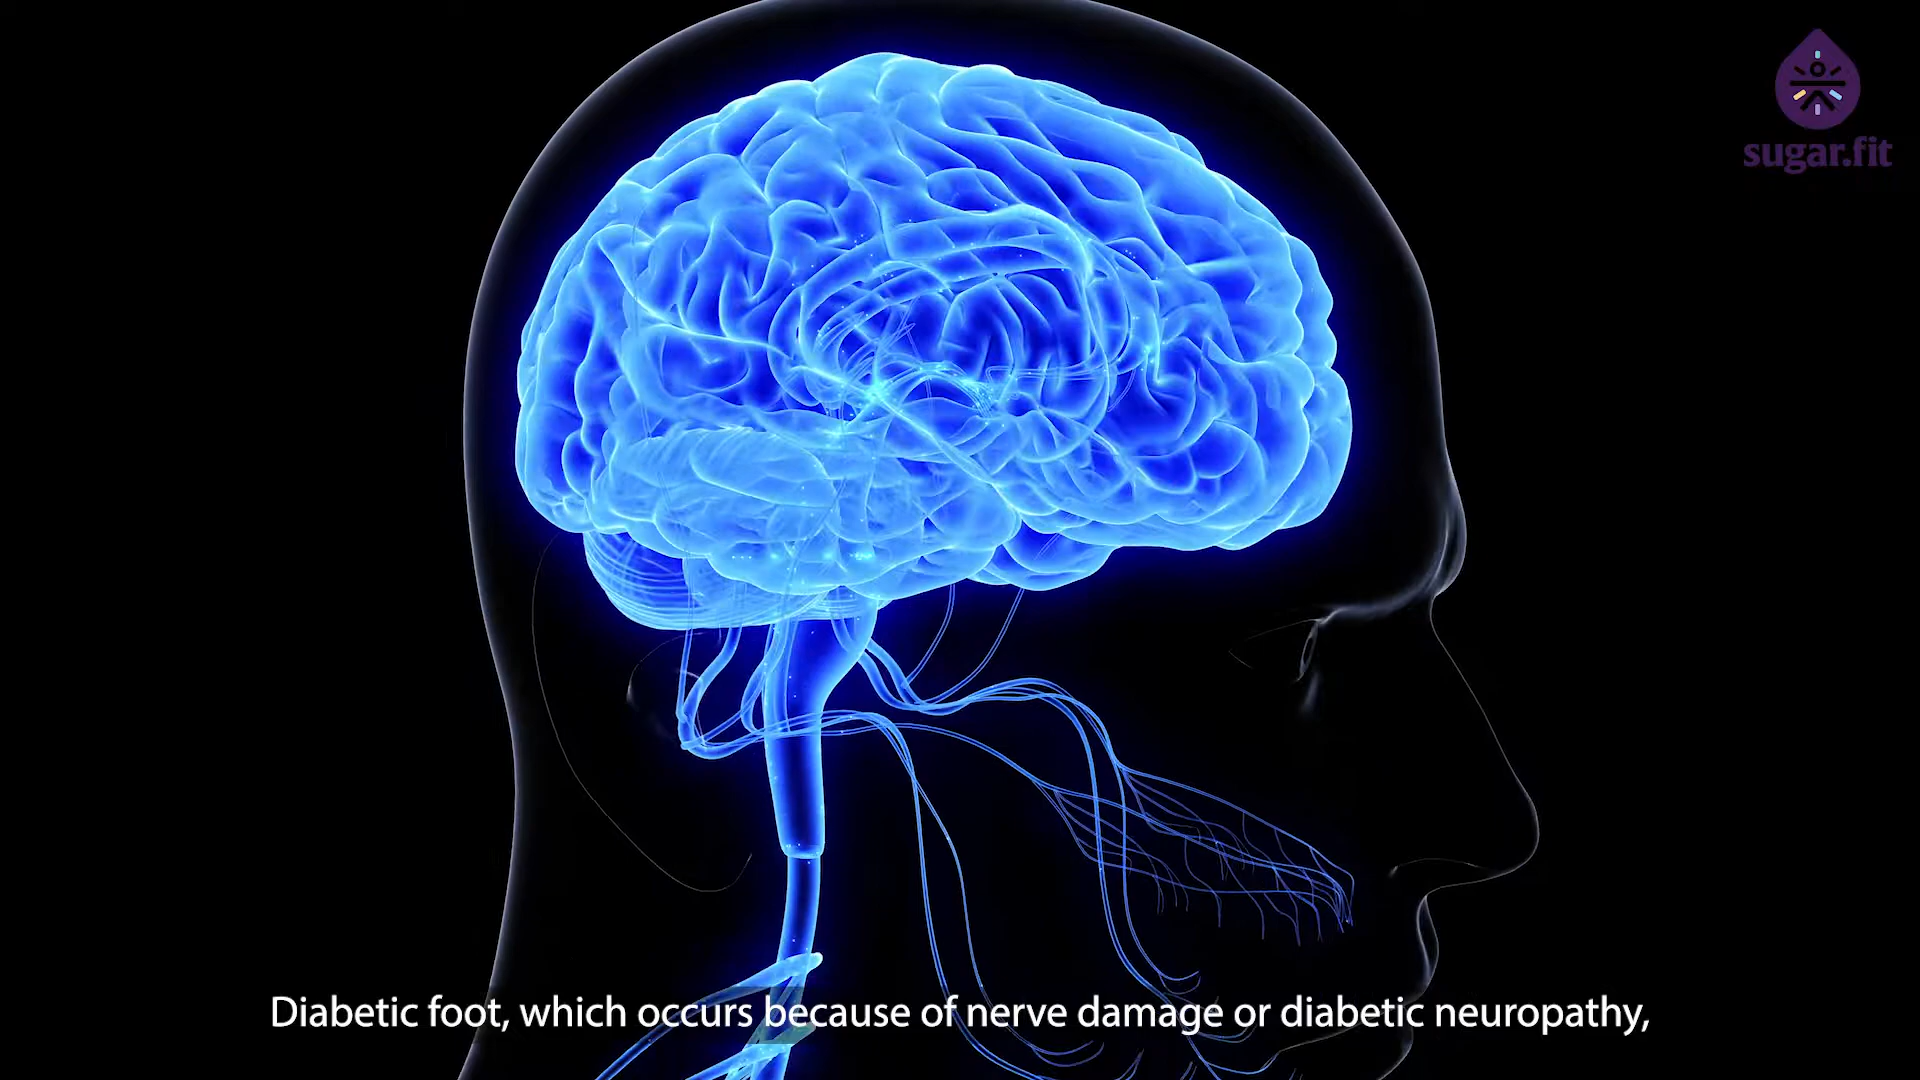 sugar.fit
Diabetic foot, which occurs because of nerve damage or diabetic neuropathy,